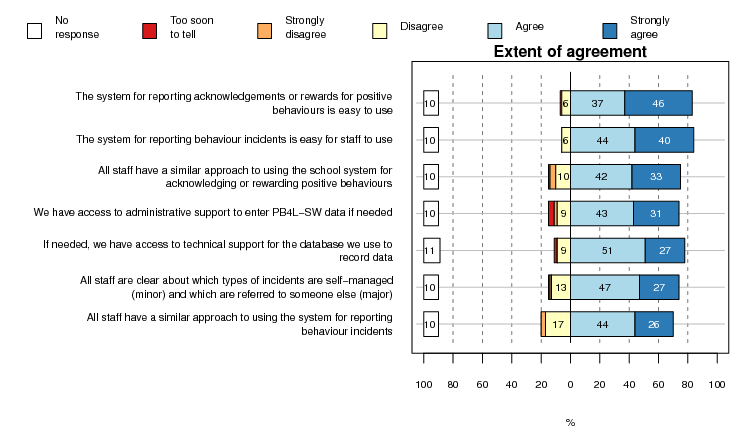 No response
Too soon to tell
Strongly disagree
Disagree
Agree
Strongly agree
Extent of agreement
The system for reporting acknowledgements or rewards for positive
behaviours is easy to use
10 6 37 46
The system for reporting behaviour incidents is easy for staff to use
10 6 44 40
All staff have a similar approach to using the school system for
acknowledging or rewarding positive behaviours
10 10 42 33
We have access to administrative support to enter PB4L−SW data if needed
10 9 43 31
If needed, we have access to technical support for the database we use to
record data
11 9 51 27
All staff are clear about which types of incidents are self−managed
(minor) and which are referred to someone else (major)
10 13 47 27
All staff have a similar approach to using the system for reporting
behaviour incidents
10 17 44 26
100 80 60 40 20 0 20 40 60 80 100
%